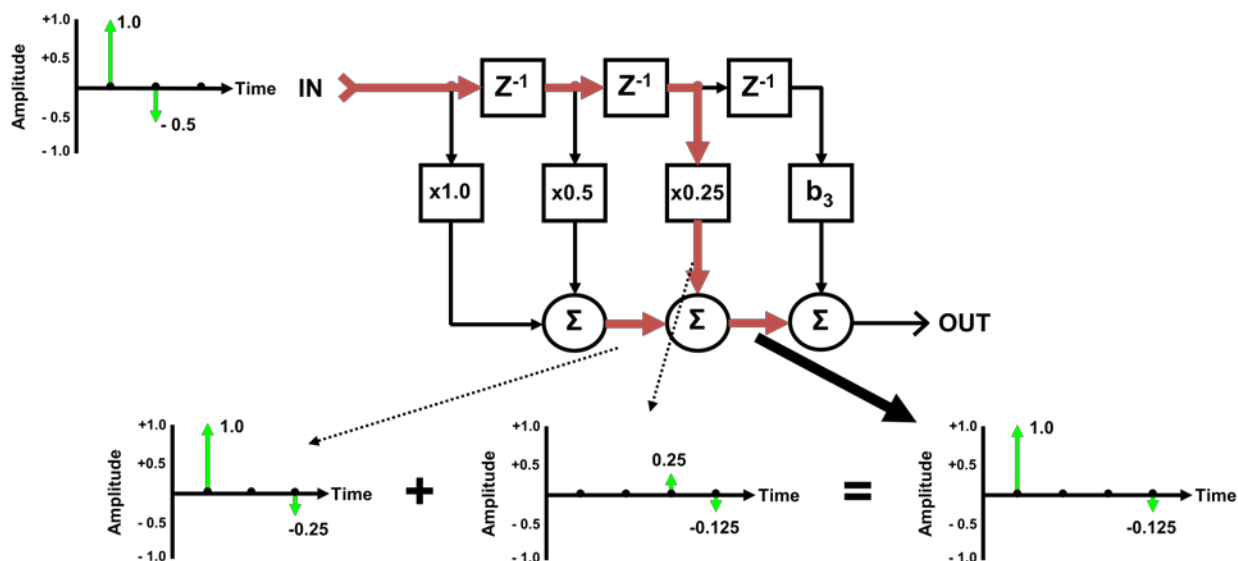 +1.0
1.0
+0.5
Amplitude
Time
- 0.5
- 0.5
- 1.0
IN
Z-1
Z-1
Z-1
x1.0
x0.5
x0.25
b3
Σ
Σ
Σ
OUT
+1.0
1.0
+0.5
Amplitude
Time
- 0.5
-0.25
- 1.0
+
+1.0
+0.5
0.25
Amplitude
Time
- 0.5
-0.125
- 1.0
=
+1.0
1.0
+0.5
Amplitude
Time
- 0.5
-0.125
- 1.0